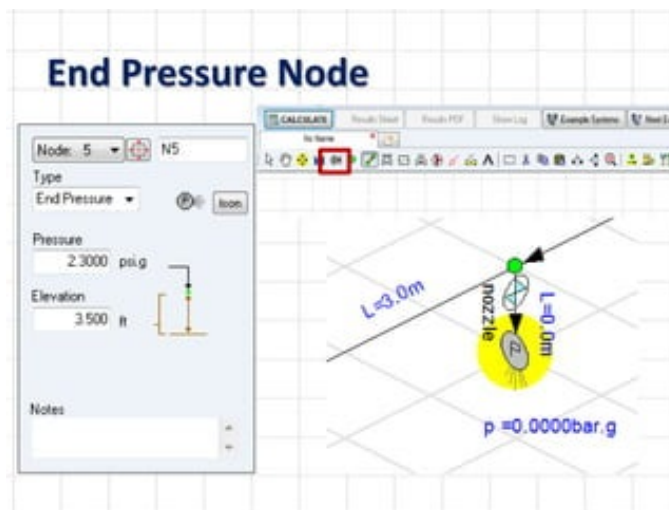 End Pressure Node
CALCULATE
Results Sheet
Results PDF
Show Log
Example Systems
No Name
Node: 5
N5
Type
End Pressure
Icon
Pressure
2.3000 psi.g
Elevation
3.500 ft
Notes
L=3.0m
nozzle
L=0.0m
p =0.0000bar.g